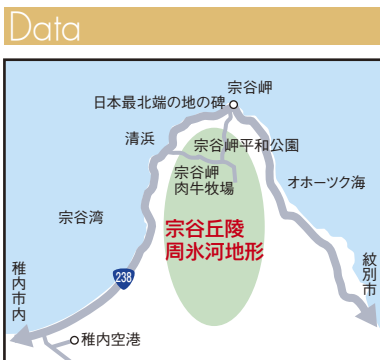 Data
宗谷岬
日本最北端の地の碑
清浜
宗谷岬平和公園
宗谷岬
肉牛牧場
オホーツク海
宗谷湾
宗谷丘陵
周氷河地形
稚内市内
紋別市
238
稚内空港